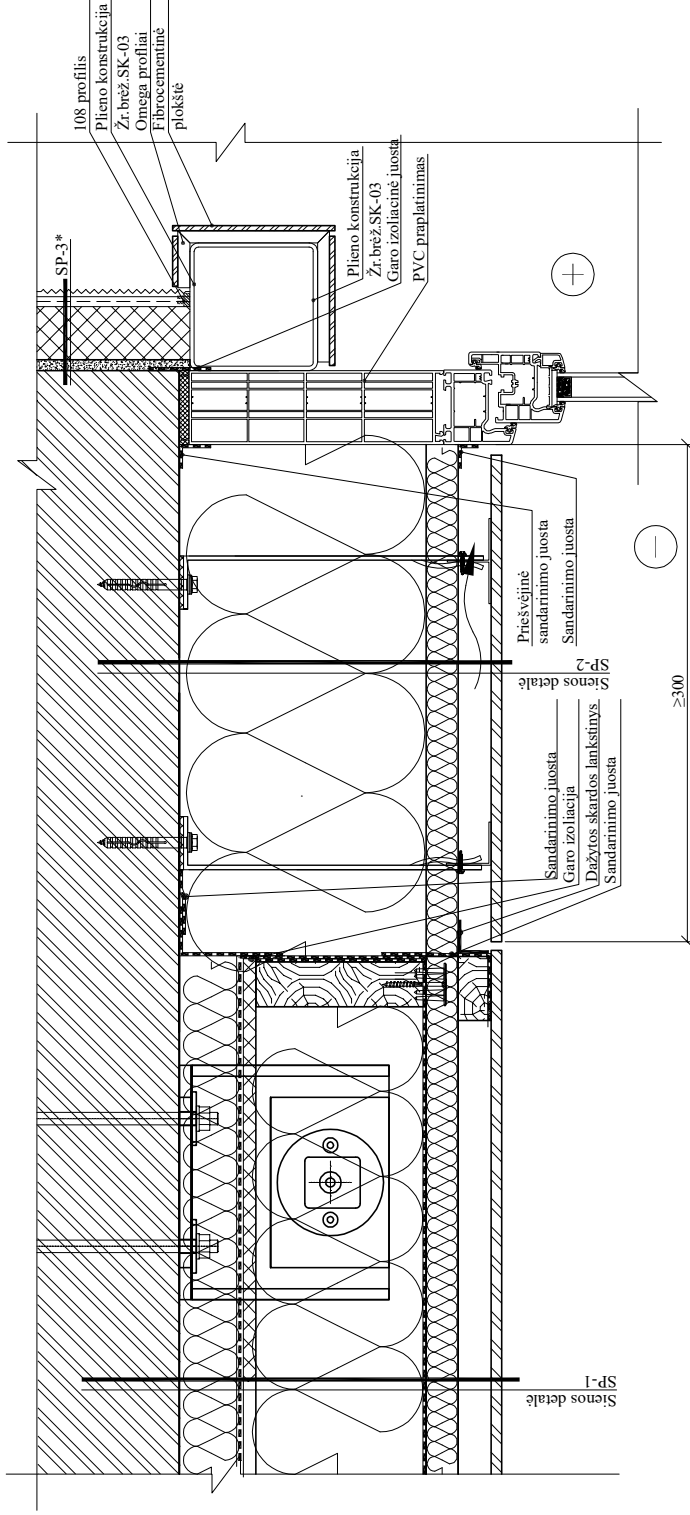 108 profilis
Plieno konstrukcija
Žr.brėž.SK-03
Omega profliai
Fibrocementinė
plokštė
SP-3*
Plieno konstrukcija
Žr.brėž.SK-03
Garo izoliacinė juosta
PVC praplatinimas
Priešvėjinė
sandarinimo juosta
Sandarinimo juosta
Sienos detalė
SP-2
≥300
Sandarinimo juosta
Garo izoliacija
Dažytos skardos lankstinys
Sandarinimo juosta
Sienos detalė
SP-1